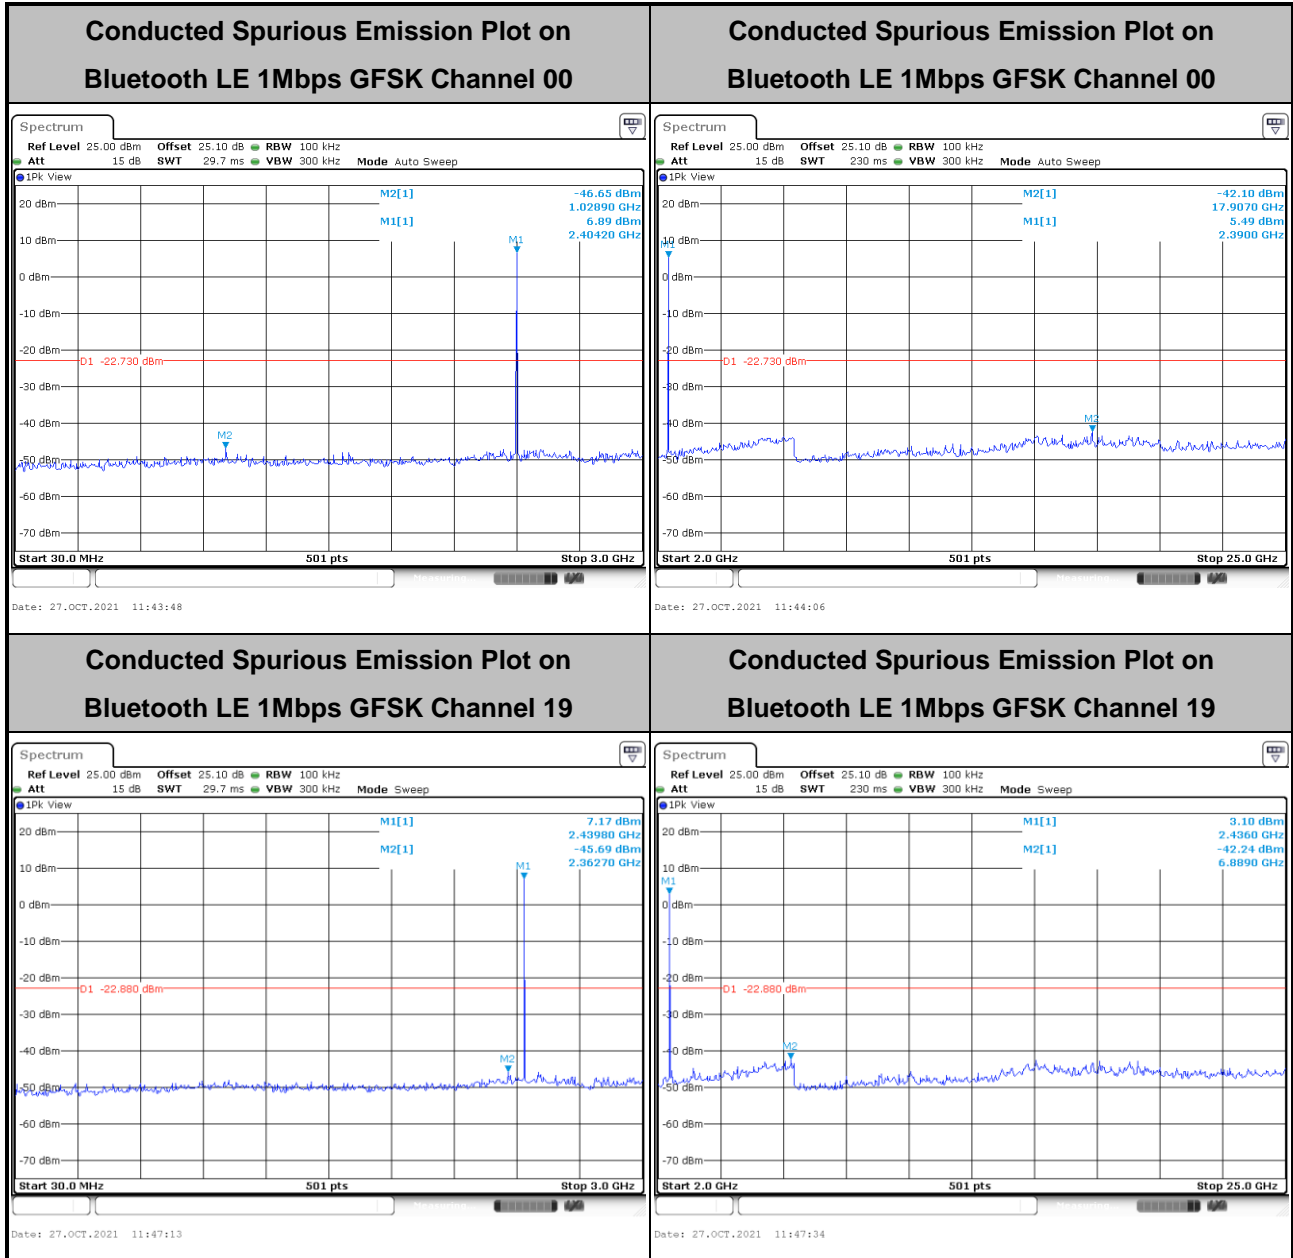 Conducted Spurious Emission Plot on
Bluetooth LE 1Mbps GFSK Channel 00
Spectrum
Ref Level 25.00 dBm Offset 25.10 dB RBW 100 kHz
Att 15 dB SWT 29.7 ms VBW 300 kHz Mode Auto Sweep
1Pk View
M2[1] -46.65 dBm
1.02890 GHz
M1[1] 6.89 dBm
2.40420 GHz
20 dBm
10 dBm
M1
0 dBm
-10 dBm
-20 dBm
D1 -22.730 dBm
-30 dBm
-40 dBm
M2
-50 dBm
-60 dBm
-70 dBm
Start 30.0 MHz 501 pts Stop 3.0 GHz
Measuring...
Date: 27.OCT.2021 11:43:48
Conducted Spurious Emission Plot on
Bluetooth LE 1Mbps GFSK Channel 00
Spectrum
Ref Level 25.00 dBm Offset 25.10 dB RBW 100 kHz
Att 15 dB SWT 230 ms VBW 300 kHz Mode Auto Sweep
1Pk View
M2[1] -42.10 dBm
17.9070 GHz
M1[1] 5.49 dBm
2.3900 GHz
20 dBm
10 dBm
M1
0 dBm
-10 dBm
-20 dBm
D1 -22.730 dBm
-30 dBm
-40 dBm
M2
-50 dBm
-60 dBm
-70 dBm
Start 2.0 GHz 501 pts Stop 25.0 GHz
Measuring...
Date: 27.OCT.2021 11:44:06
Conducted Spurious Emission Plot on
Bluetooth LE 1Mbps GFSK Channel 19
Spectrum
Ref Level 25.00 dBm Offset 25.10 dB RBW 100 kHz
Att 15 dB SWT 29.7 ms VBW 300 kHz Mode Sweep
1Pk View
M1[1] 7.17 dBm
2.43980 GHz
M2[1] -45.69 dBm
2.36270 GHz
20 dBm
10 dBm
M1
0 dBm
-10 dBm
-20 dBm
D1 -22.880 dBm
-30 dBm
-40 dBm
M2
-50 dBm
-60 dBm
-70 dBm
Start 30.0 MHz 501 pts Stop 3.0 GHz
Measuring...
Date: 27.OCT.2021 11:47:13
Conducted Spurious Emission Plot on
Bluetooth LE 1Mbps GFSK Channel 19
Spectrum
Ref Level 25.00 dBm Offset 25.10 dB RBW 100 kHz
Att 15 dB SWT 230 ms VBW 300 kHz Mode Sweep
1Pk View
M1[1] 3.10 dBm
2.4360 GHz
M2[1] -42.24 dBm
6.8890 GHz
20 dBm
10 dBm
M1
0 dBm
-10 dBm
-20 dBm
D1 -22.880 dBm
-30 dBm
-40 dBm
M2
-50 dBm
-60 dBm
-70 dBm
Start 2.0 GHz 501 pts Stop 25.0 GHz
Measuring...
Date: 27.OCT.2021 11:47:34